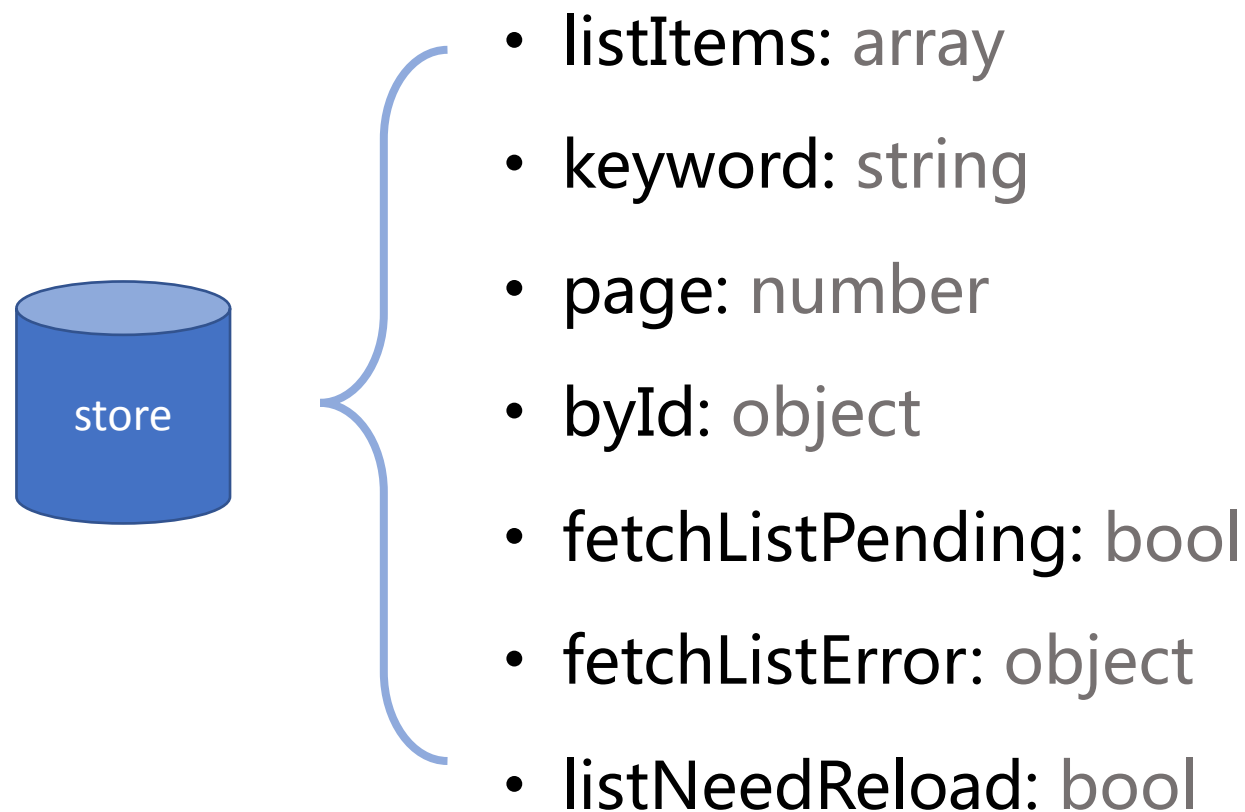 store
• listItems: array
• keyword: string
• page: number
• byId: object
• fetchListPending: bool
• fetchListError: object
• listNeedReload: bool